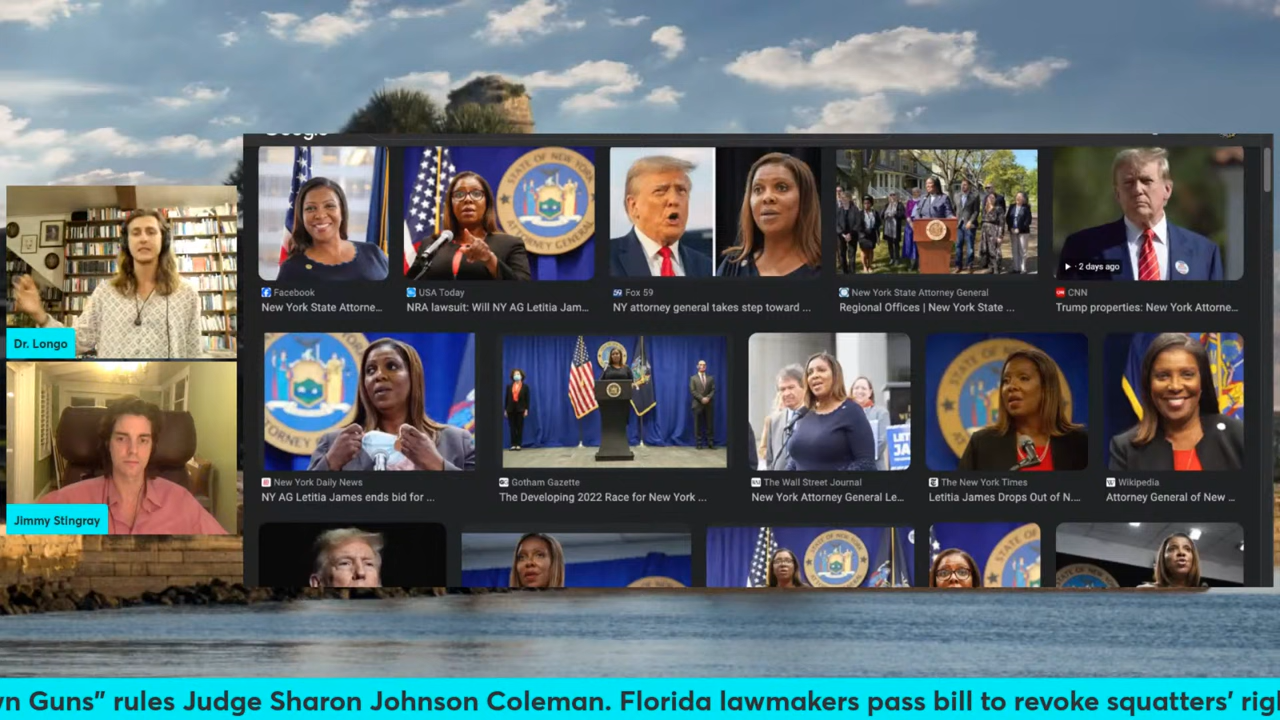 Google
Dr. Longo
Jimmy Stingray
Facebook
New York State Attorne...
USA Today
NRA lawsuit: Will NY AG Letitia Jam...
Fox 59
NY attorney general takes step toward ...
New York State Attorney General
Regional Offices | New York State ...
▶ · 2 days ago
CNN
Trump properties: New York Attorne...
New York Daily News
NY AG Letitia James ends bid for ...
Gotham Gazette
The Developing 2022 Race for New York ...
The Wall Street Journal
New York Attorney General Le...
The New York Times
Letitia James Drops Out of N...
Wikipedia
Attorney General of New ...
yn Guns” rules Judge Sharon Johnson Coleman. Florida lawmakers pass bill to revoke squatters’ rig